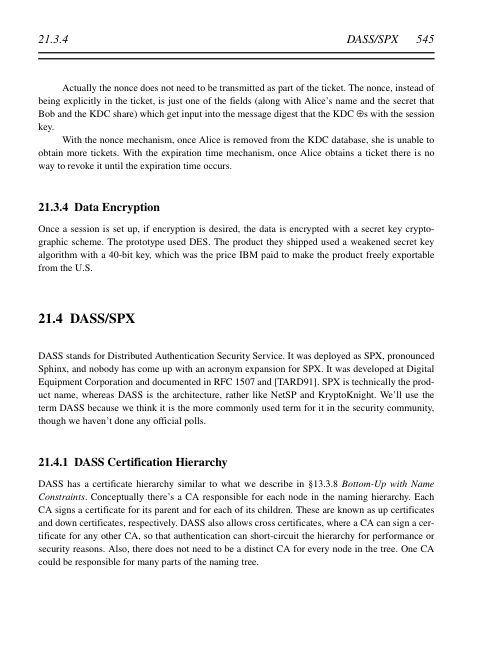 21.3.4 DASS/SPX 545
Actually the nonce does not need to be transmitted as part of the ticket. The nonce, instead of
being explicitly in the ticket, is just one of the fields (along with Alice's name and the secret that
Bob and the KDC share) which get input into the message digest that the KDC ⊕s with the session
key.
With the nonce mechanism, once Alice is removed from the KDC database, she is unable to
obtain more tickets. With the expiration time mechanism, once Alice obtains a ticket there is no
way to revoke it until the expiration time occurs.
21.3.4 Data Encryption
Once a session is set up, if encryption is desired, the data is encrypted with a secret key crypto-
graphic scheme. The prototype used DES. The product they shipped used a weakened secret key
algorithm with a 40-bit key, which was the price IBM paid to make the product freely exportable
from the U.S.
21.4 DASS/SPX
DASS stands for Distributed Authentication Security Service. It was deployed as SPX, pronounced
Sphinx, and nobody has come up with an acronym expansion for SPX. It was developed at Digital
Equipment Corporation and documented in RFC 1507 and [TARD91]. SPX is technically the prod-
uct name, whereas DASS is the architecture, rather like NetSP and KryptoKnight. We'll use the
term DASS because we think it is the more commonly used term for it in the security community,
though we haven't done any official polls.
21.4.1 DASS Certification Hierarchy
DASS has a certificate hierarchy similar to what we describe in §13.3.8 Bottom-Up with Name
Constraints. Conceptually there's a CA responsible for each node in the naming hierarchy. Each
CA signs a certificate for its parent and for each of its children. These are known as up certificates
and down certificates, respectively. DASS also allows cross certificates, where a CA can sign a cer-
tificate for any other CA, so that authentication can short-circuit the hierarchy for performance or
security reasons. Also, there does not need to be a distinct CA for every node in the tree. One CA
could be responsible for many parts of the naming tree.